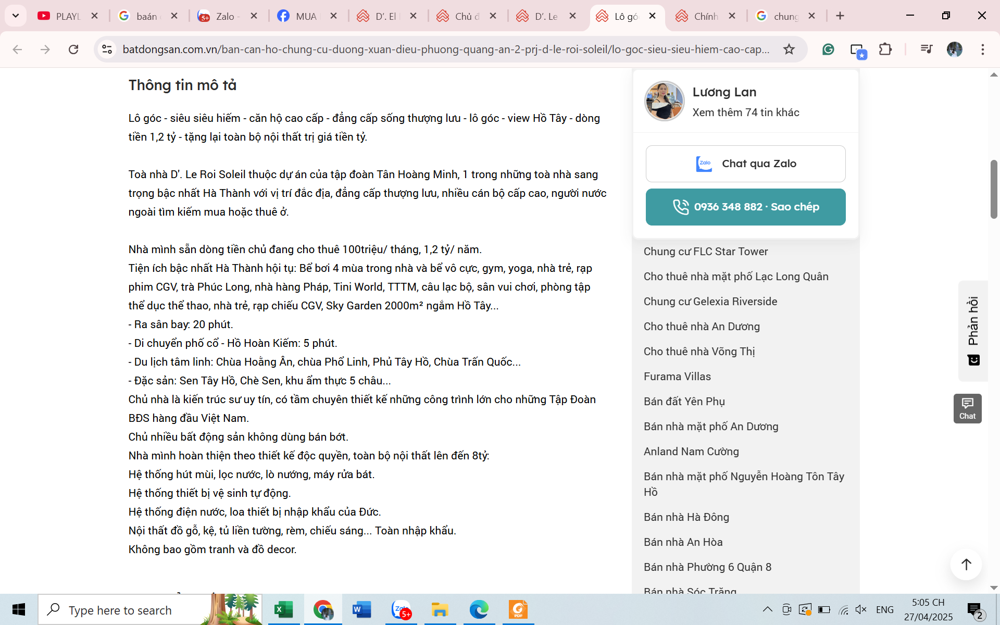 PLAYL
baán
Zalo -
MUA
D’. El
Chủ đ
D’. Le
Lô gó
Chính
chung
batdongsan.com.vn/ban-can-ho-chung-cu-duong-xuan-dieu-phuong-quang-an-2-prj-d-le-roi-soleil/lo-goc-sieu-sieu-hiem-cao-cap...
Thông tin mô tả
Lô góc - siêu siêu hiếm - căn hộ cao cấp - đẳng cấp sống thượng lưu - lô góc - view Hồ Tây - dòng
tiền 1,2 tỷ - tặng lại toàn bộ nội thất trị giá tiền tỷ.
Toà nhà D'. Le Roi Soleil thuộc dự án của tập đoàn Tân Hoàng Minh, 1 trong những toà nhà sang
trọng bậc nhất Hà Thành với vị trí đắc địa, đẳng cấp thượng lưu, nhiều cán bộ cấp cao, người nước
ngoài tìm kiếm mua hoặc thuê ở.
Nhà mình sẵn dòng tiền chủ đang cho thuê 100triệu/ tháng, 1,2 tỷ/ năm.
Tiện ích bậc nhất Hà Thành hội tụ: Bể bơi 4 mùa trong nhà và bể vô cực, gym, yoga, nhà trẻ, rạp
phim CGV, trà Phúc Long, nhà hàng Pháp, Tini World, TTTM, câu lạc bộ, sân vui chơi, phòng tập
thể dục thể thao, nhà trẻ, rạp chiếu CGV, Sky Garden 2000m² ngắm Hồ Tây...
- Ra sân bay: 20 phút.
- Di chuyển phố cổ - Hồ Hoàn Kiếm: 5 phút.
- Du lịch tâm linh: Chùa Hoằng Ân, chùa Phổ Linh, Phủ Tây Hồ, Chùa Trấn Quốc...
- Đặc sản: Sen Tây Hồ, Chè Sen, khu ẩm thực 5 châu...
Chủ nhà là kiến trúc sư uy tín, có tầm chuyên thiết kế những công trình lớn cho những Tập Đoàn
BĐS hàng đầu Việt Nam.
Chủ nhiều bất động sản không dùng bán bớt.
Nhà mình hoàn thiện theo thiết kế độc quyền, toàn bộ nội thất lên đến 8tỷ:
Hệ thống hút mùi, lọc nước, lò nướng, máy rửa bát.
Hệ thống thiết bị vệ sinh tự động.
Hệ thống điện nước, loa thiết bị nhập khẩu của Đức.
Nội thất đồ gỗ, kệ, tủ liền tường, rèm, chiếu sáng... Toàn nhập khẩu.
Không bao gồm tranh và đồ decor.
Lương Lan
Xem thêm 74 tin khác
Zalo
Chat qua Zalo
0936 348 882 · Sao chép
Chung cư FLC Star Tower
Cho thuê nhà mặt phố Lạc Long Quân
Chung cư Gelexia Riverside
Cho thuê nhà An Dương
Cho thuê nhà Võng Thị
Furama Villas
Bán đất Yên Phụ
Bán nhà mặt phố An Dương
Anland Nam Cường
Bán nhà mặt phố Nguyễn Hoàng Tôn Tây
Hồ
Bán nhà Hà Đông
Bán nhà An Hòa
Bán nhà Phường 6 Quận 8
Bán nhà Sóc Trăng
Phản hồi
Chat
Type here to search
5+
PDF
ENG
5:05 CH
27/04/2025
2